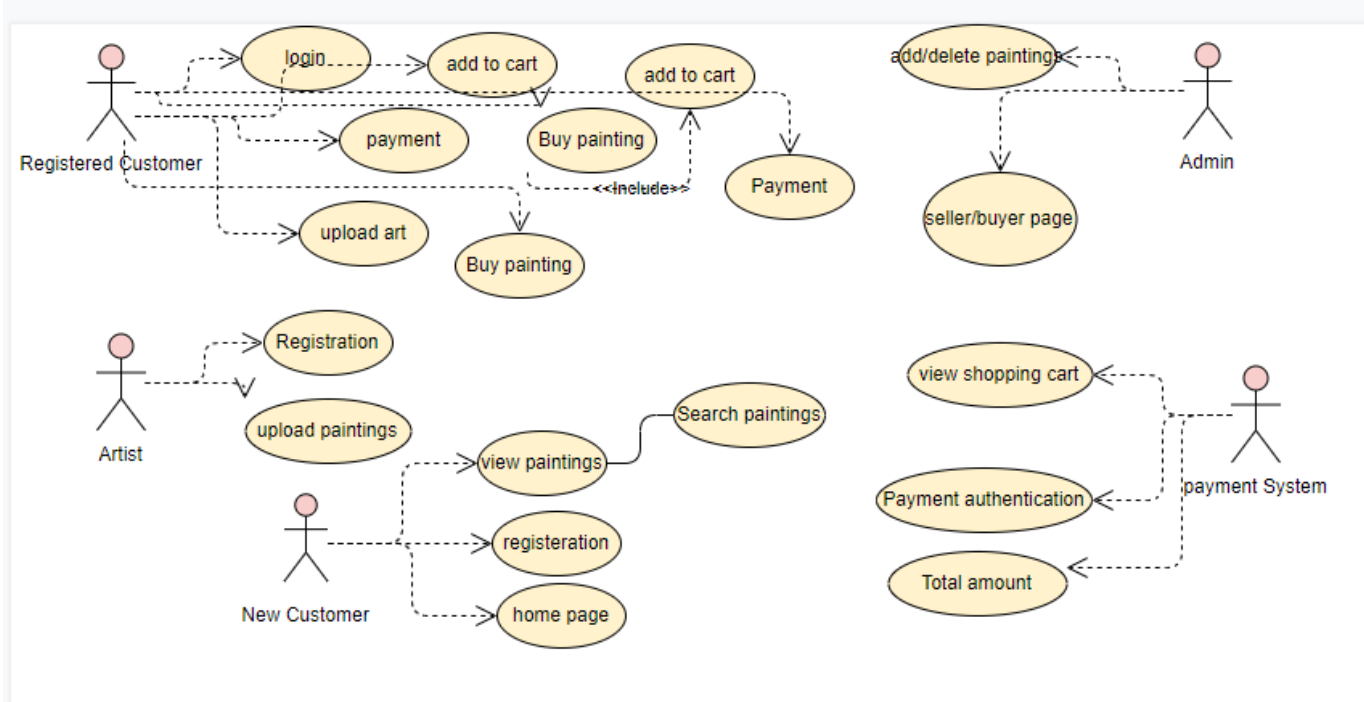 login
add to cart
add to cart
add/delete paintings
payment
Buy painting
Registered Customer
Admin
<<Include>>
Payment
seller/buyer page
upload art
Buy painting
Registration
view shopping cart
Search paintings
upload paintings
Artist
view paintings
payment System
Payment authentication
registeration
Total amount
New Customer
home page